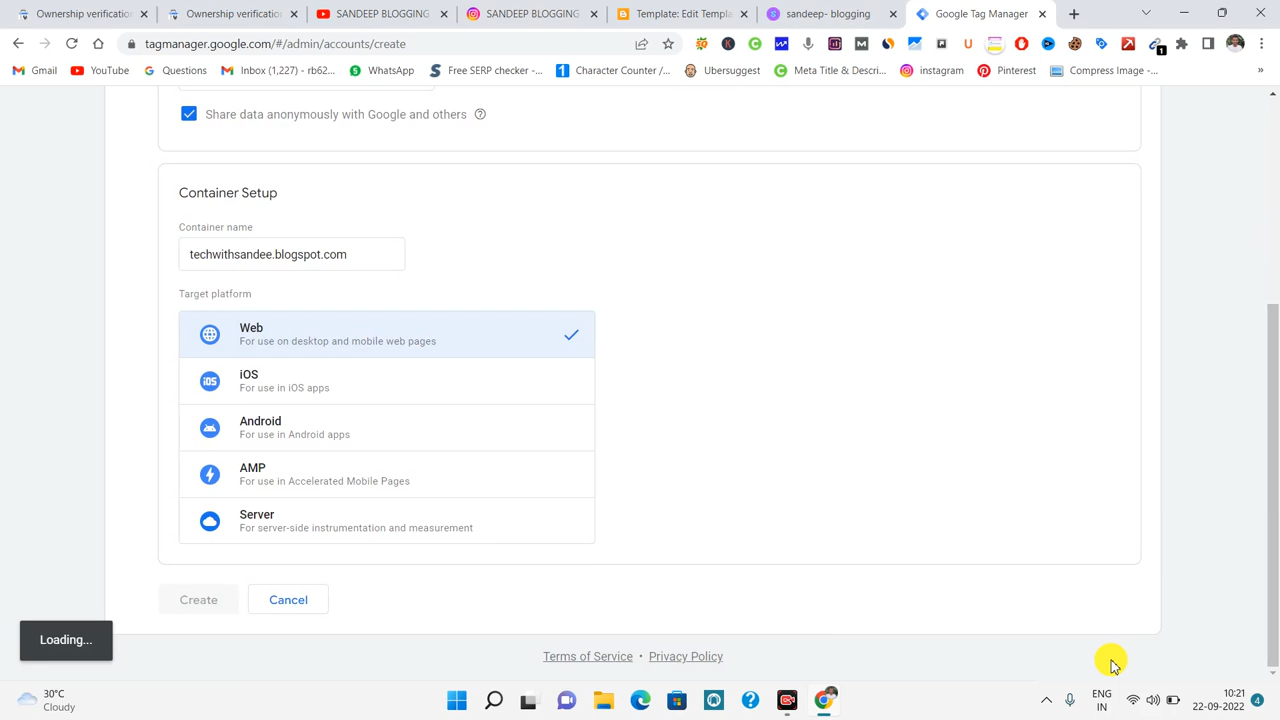 Ownership verification
Ownership verification
SANDEEP BLOGGING
SANDEEP BLOGGING
Template: Edit Templa
sandeep- blogging
Google Tag Manager
tagmanager.google.com/#/admin/accounts/create
1
Gmail
YouTube
Questions
Inbox (1,237) - rb62...
WhatsApp
Free SERP checker -...
Character Counter /...
Ubersuggest
Meta Title & Descri...
instagram
Pinterest
Compress Image -...
»
Share data anonymously with Google and others
Container Setup
Container name
techwithsandee.blogspot.com
Target platform
Web
For use on desktop and mobile web pages
iOS
For use in iOS apps
Android
For use in Android apps
AMP
For use in Accelerated Mobile Pages
Server
For server-side instrumentation and measurement
Create
Cancel
Loading...
Terms of Service • Privacy Policy
30°C
Cloudy
ENG
IN
10:21
22-09-2022
4